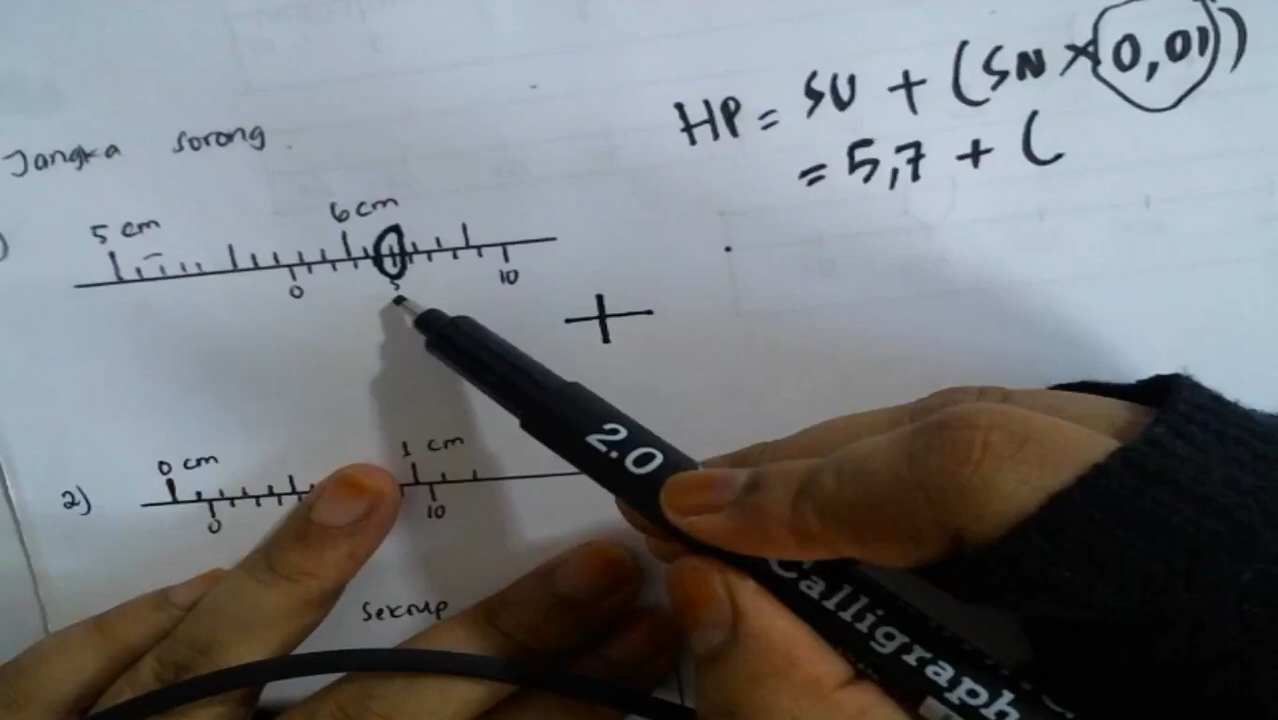 HP = SU + (SN × 0,01)
= 5,7 + (
Jangka sorong.
5 cm 6 cm
0 5 10
2) 0 cm 1 cm
0 10
Sekrup
2.0
Calligraph